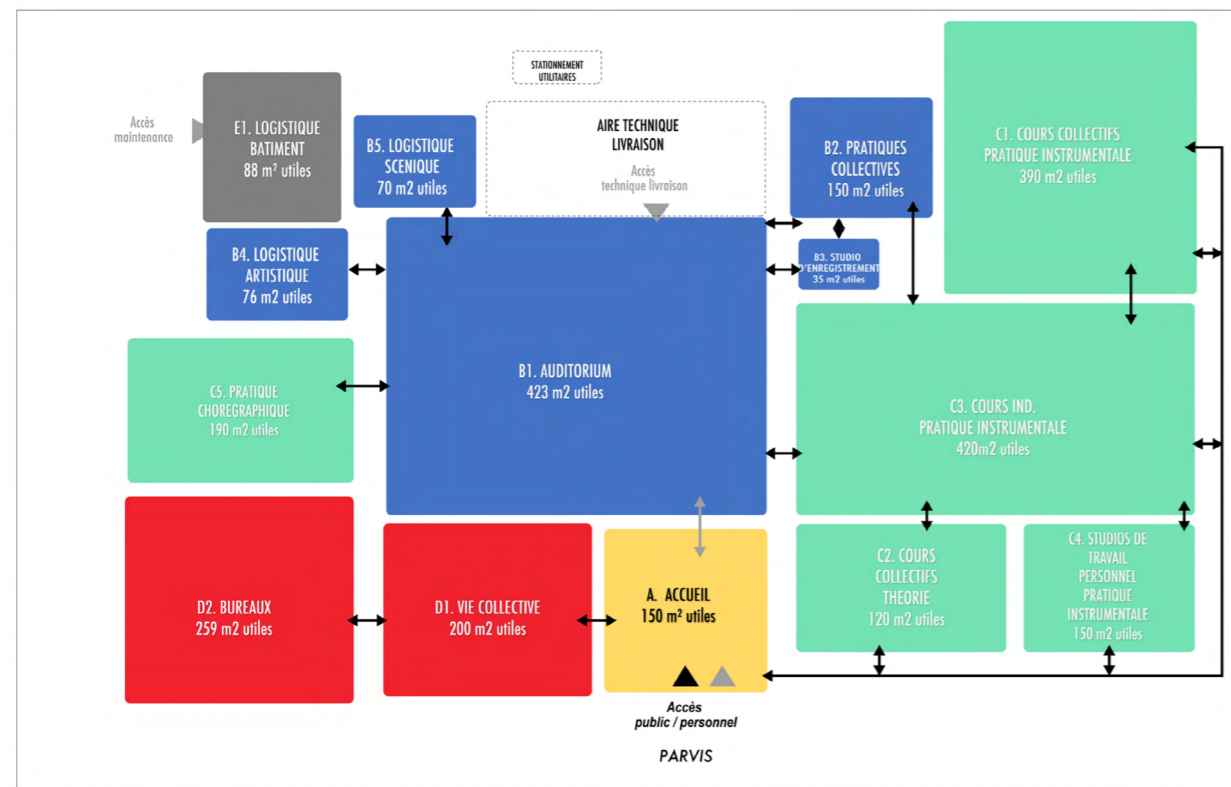 STATIONNEMENT
UTILITAIRES
Accès
maintenance
E1. LOGISTIQUE
BATIMENT
88 m² utiles
B5. LOGISTIQUE
SCENIQUE
70 m2 utiles
AIRE TECHNIQUE
LIVRAISON
Accès
technique livraison
B2. PRATIQUES
COLLECTIVES
150 m2 utiles
C1. COURS COLLECTIFS
PRATIQUE INSTRUMENTALE
390 m2 utiles
B4. LOGISTIQUE
ARTISTIQUE
76 m2 utiles
B3. STUDIO
D'ENREGISTREMENT
35 m2 utiles
C5. PRATIQUE
CHOREGRAPHIQUE
190 m2 utiles
B1. AUDITORIUM
423 m2 utiles
C3. COURS IND.
PRATIQUE INSTRUMENTALE
420m2 utiles
D2. BUREAUX
259 m2 utiles
D1. VIE COLLECTIVE
200 m2 utiles
A. ACCUEIL
150 m² utiles
C2. COURS
COLLECTIFS
THEORIE
120 m2 utiles
C4. STUDIOS DE
TRAVAIL
PERSONNEL
PRATIQUE
INSTRUMENTALE
150 m2 utiles
Accès
public / personnel
PARVIS